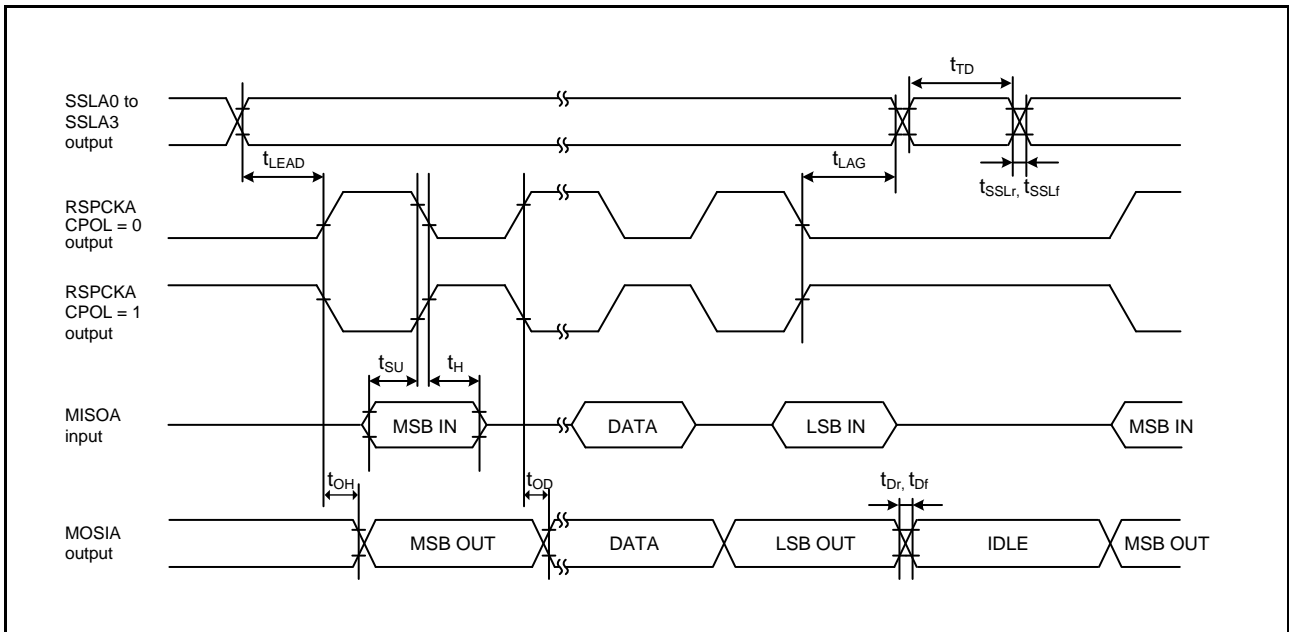 tTD
SSLA0 to
SSLA3
output
tLEAD
tLAG
tSSLr, tSSLf
RSPCKA
CPOL = 0
output
RSPCKA
CPOL = 1
output
tSU
tH
MISOA
input
MSB IN
DATA
LSB IN
MSB IN
tOH
tOD
tDr, tDf
MOSIA
output
MSB OUT
DATA
LSB OUT
IDLE
MSB OUT